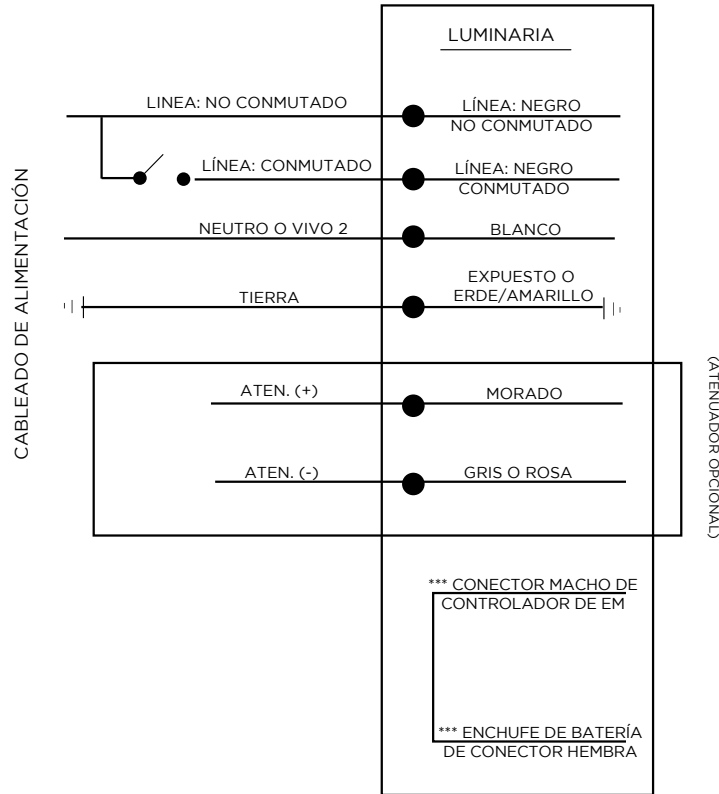 LUMINARIA
LINEA: NO CONMUTADO
LÍNEA: NEGRO
NO CONMUTADO
LÍNEA: CONMUTADO
LÍNEA: NEGRO
CONMUTADO
NEUTRO O VIVO 2
BLANCO
TIERRA
EXPUESTO O
ERDE/AMARILLO
CABLEADO DE ALIMENTACIÓN
ATEN. (+)
MORADO
ATEN. (-)
GRIS O ROSA
(ATENUADOR OPCIONAL)
*** CONECTOR MACHO DE
CONTROLADOR DE EM
*** ENCHUFE DE BATERÍA
DE CONECTOR HEMBRA